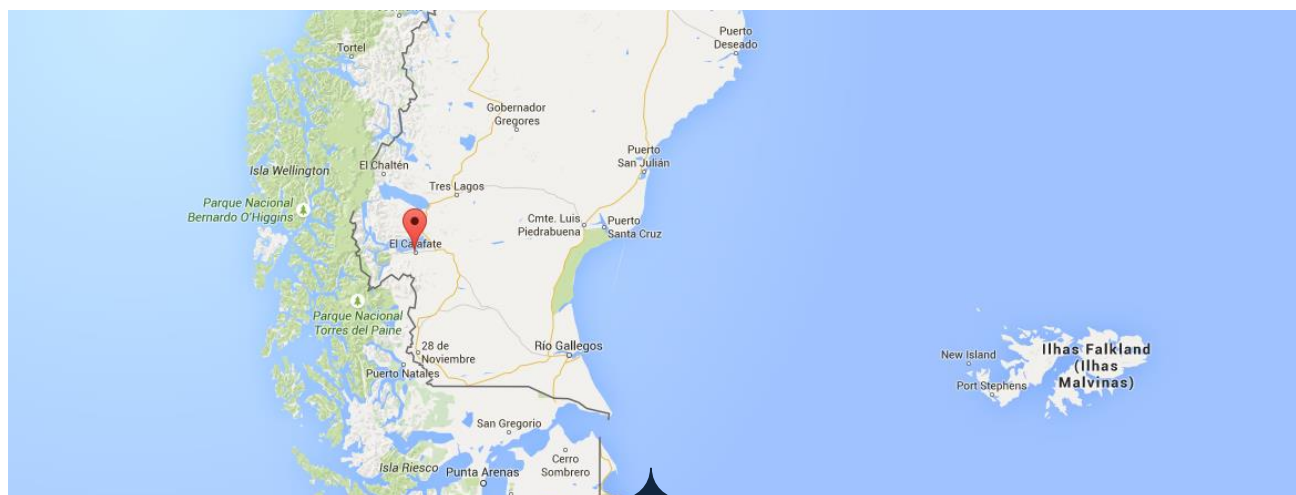 Puerto
Deseado
Tortel
Gobernador
Gregores
Puerto
San Julián
El Chaltén
Isla Wellington
Tres Lagos
Parque Nacional
Bernardo O'Higgins
Cmte. Luis
Piedrabuena
Puerto
Santa Cruz
El Calafate
Parque Nacional
Torres del Paine
28 de
Noviembre
Río Gallegos
Puerto Natales
New Island
Ilhas Falkland
(Ilhas
Malvinas)
Port Stephens
San Gregorio
Isla Riesco
Punta Arenas
Cerro
Sombrero